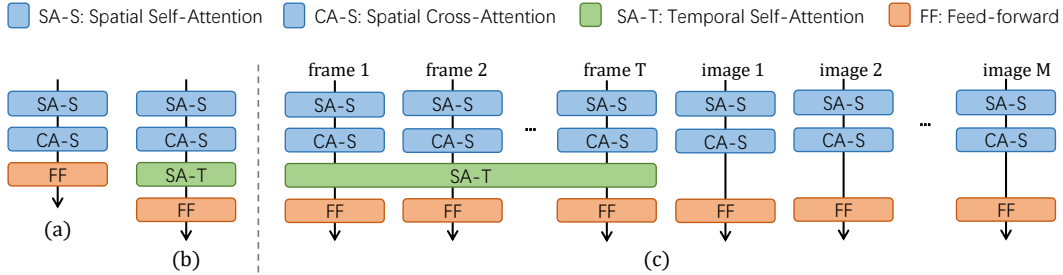 SA-S: Spatial Self-Attention CA-S: Spatial Cross-Attention SA-T: Temporal Self-Attention FF: Feed-forward
frame 1 frame 2 frame T image 1 image 2 image M
SA-S SA-S SA-S SA-S SA-S SA-S SA-S SA-S
... ...
CA-S CA-S CA-S CA-S CA-S CA-S CA-S CA-S
FF SA-T SA-T
FF FF FF FF FF FF FF
(a) (b) (c)